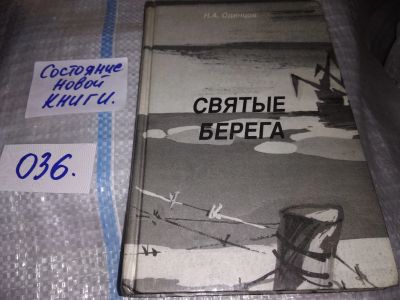 Состояние
новой
книги.
036.
Н.А. Одинцов
СВЯТЫЕ
БЕРЕГА